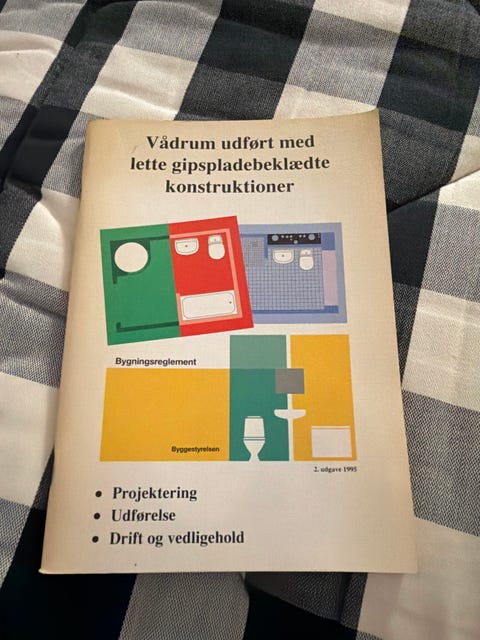 Vådrum udført med
lette gipspladebeklædte
konstruktioner
Bygningsreglement
Byggestyrelsen
2. udgave 1995
• Projektering
• Udførelse
• Drift og vedligehold